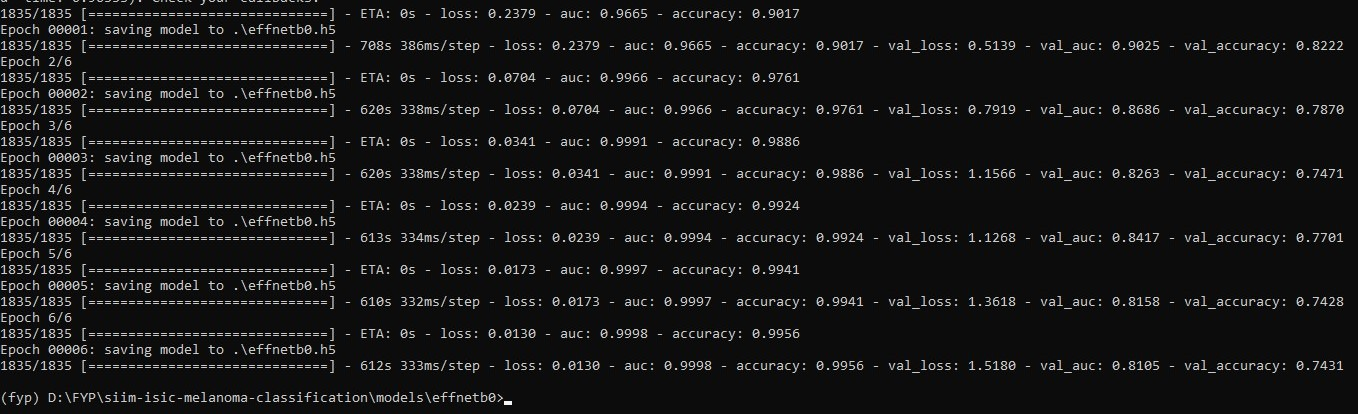 time: 0.90555). Check your callbacks.
1835/1835 [==============================] - ETA: 0s - loss: 0.2379 - auc: 0.9665 - accuracy: 0.9017
Epoch 00001: saving model to .\effnetb0.h5
1835/1835 [==============================] - 708s 386ms/step - loss: 0.2379 - auc: 0.9665 - accuracy: 0.9017 - val_loss: 0.5139 - val_auc: 0.9025 - val_accuracy: 0.8222
Epoch 2/6
1835/1835 [==============================] - ETA: 0s - loss: 0.0704 - auc: 0.9966 - accuracy: 0.9761
Epoch 00002: saving model to .\effnetb0.h5
1835/1835 [==============================] - 620s 338ms/step - loss: 0.0704 - auc: 0.9966 - accuracy: 0.9761 - val_loss: 0.7919 - val_auc: 0.8686 - val_accuracy: 0.7870
Epoch 3/6
1835/1835 [==============================] - ETA: 0s - loss: 0.0341 - auc: 0.9991 - accuracy: 0.9886
Epoch 00003: saving model to .\effnetb0.h5
1835/1835 [==============================] - 620s 338ms/step - loss: 0.0341 - auc: 0.9991 - accuracy: 0.9886 - val_loss: 1.1566 - val_auc: 0.8263 - val_accuracy: 0.7471
Epoch 4/6
1835/1835 [==============================] - ETA: 0s - loss: 0.0239 - auc: 0.9994 - accuracy: 0.9924
Epoch 00004: saving model to .\effnetb0.h5
1835/1835 [==============================] - 613s 334ms/step - loss: 0.0239 - auc: 0.9994 - accuracy: 0.9924 - val_loss: 1.1268 - val_auc: 0.8417 - val_accuracy: 0.7701
Epoch 5/6
1835/1835 [==============================] - ETA: 0s - loss: 0.0173 - auc: 0.9997 - accuracy: 0.9941
Epoch 00005: saving model to .\effnetb0.h5
1835/1835 [==============================] - 610s 332ms/step - loss: 0.0173 - auc: 0.9997 - accuracy: 0.9941 - val_loss: 1.3618 - val_auc: 0.8158 - val_accuracy: 0.7428
Epoch 6/6
1835/1835 [==============================] - ETA: 0s - loss: 0.0130 - auc: 0.9998 - accuracy: 0.9956
Epoch 00006: saving model to .\effnetb0.h5
1835/1835 [==============================] - 612s 333ms/step - loss: 0.0130 - auc: 0.9998 - accuracy: 0.9956 - val_loss: 1.5180 - val_auc: 0.8105 - val_accuracy: 0.7431
(fyp) D:\FYP\siim-isic-melanoma-classification\models\effnetb0>